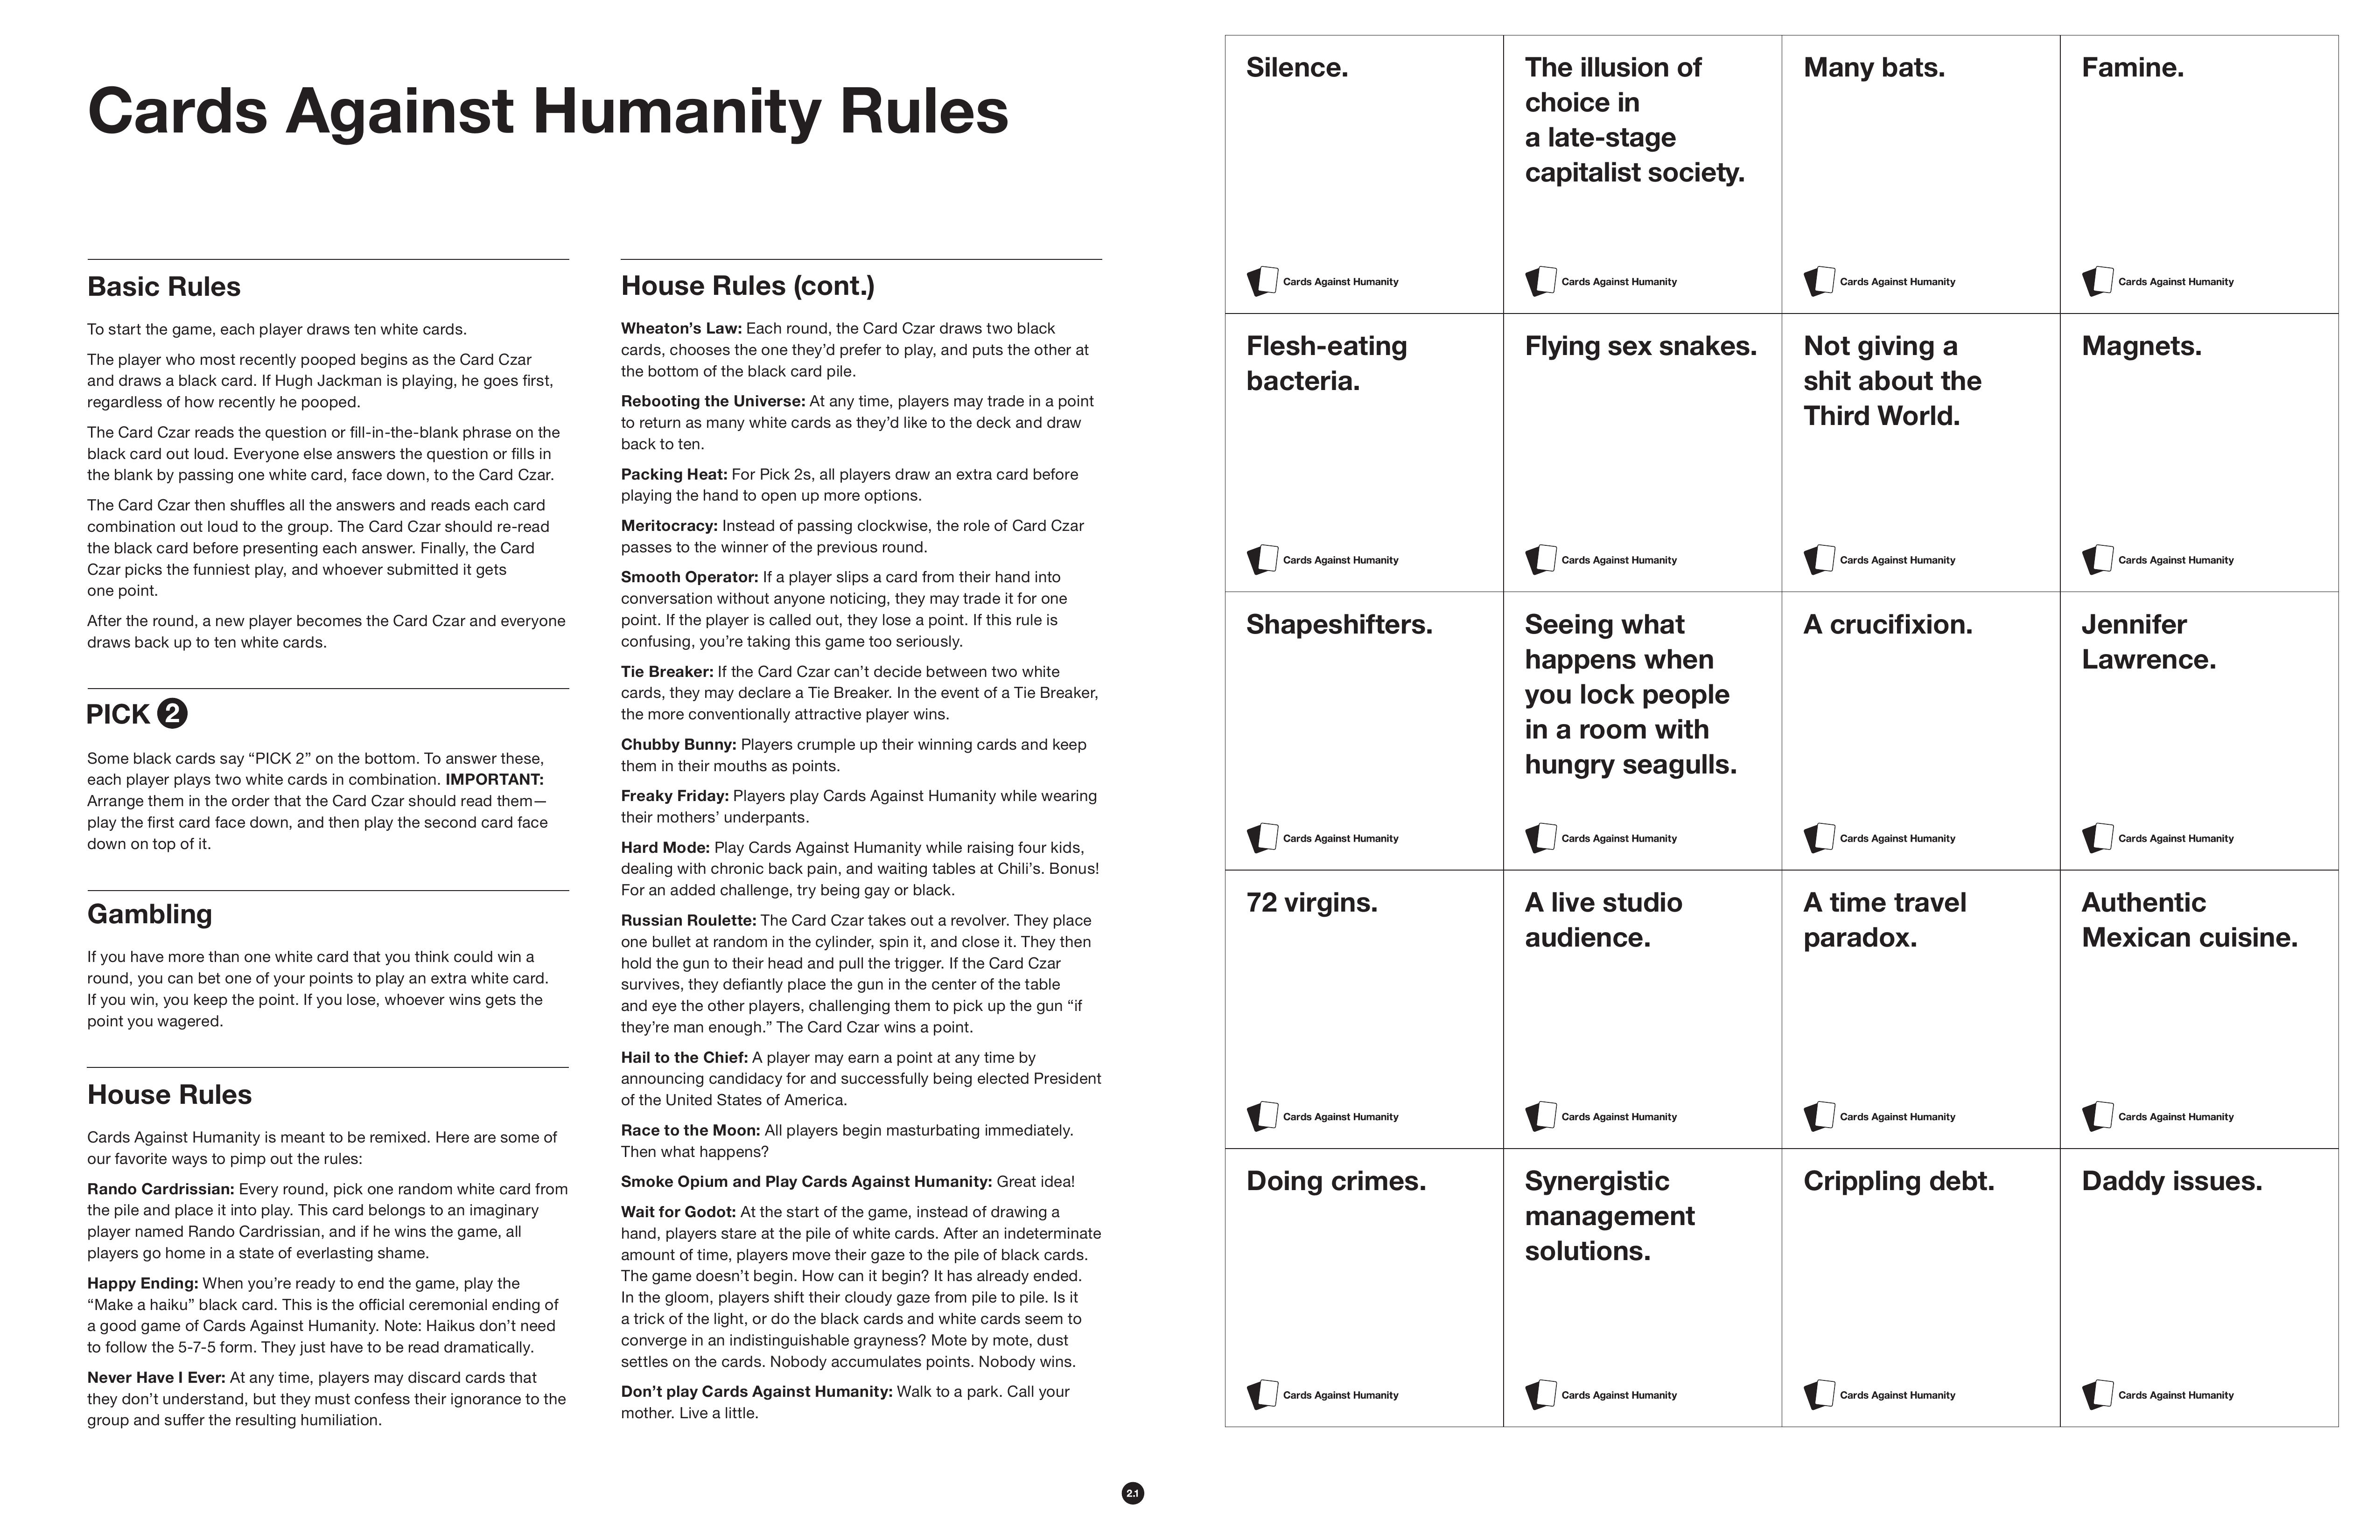 Cards Against Humanity Rules
Basic Rules
To start the game, each player draws ten white cards.
The player who most recently pooped begins as the Card Czar
and draws a black card. If Hugh Jackman is playing, he goes first,
regardless of how recently he pooped.
The Card Czar reads the question or fill-in-the-blank phrase on the
black card out loud. Everyone else answers the question or fills in
the blank by passing one white card, face down, to the Card Czar.
The Card Czar then shuffles all the answers and reads each card
combination out loud to the group. The Card Czar should re-read
the black card before presenting each answer. Finally, the Card
Czar picks the funniest play, and whoever submitted it gets
one point.
After the round, a new player becomes the Card Czar and everyone
draws back up to ten white cards.
PICK 2
Some black cards say “PICK 2” on the bottom. To answer these,
each player plays two white cards in combination. IMPORTANT:
Arrange them in the order that the Card Czar should read them—
play the first card face down, and then play the second card face
down on top of it.
Gambling
If you have more than one white card that you think could win a
round, you can bet one of your points to play an extra white card.
If you win, you keep the point. If you lose, whoever wins gets the
point you wagered.
House Rules
Cards Against Humanity is meant to be remixed. Here are some of
our favorite ways to pimp out the rules:
Rando Cardrissian: Every round, pick one random white card from
the pile and place it into play. This card belongs to an imaginary
player named Rando Cardrissian, and if he wins the game, all
players go home in a state of everlasting shame.
Happy Ending: When you’re ready to end the game, play the
“Make a haiku” black card. This is the official ceremonial ending of
a good game of Cards Against Humanity. Note: Haikus don’t need
to follow the 5-7-5 form. They just have to be read dramatically.
Never Have I Ever: At any time, players may discard cards that
they don’t understand, but they must confess their ignorance to the
group and suffer the resulting humiliation.
House Rules (cont.)
Wheaton’s Law: Each round, the Card Czar draws two black
cards, chooses the one they’d prefer to play, and puts the other at
the bottom of the black card pile.
Rebooting the Universe: At any time, players may trade in a point
to return as many white cards as they’d like to the deck and draw
back to ten.
Packing Heat: For Pick 2s, all players draw an extra card before
playing the hand to open up more options.
Meritocracy: Instead of passing clockwise, the role of Card Czar
passes to the winner of the previous round.
Smooth Operator: If a player slips a card from their hand into
conversation without anyone noticing, they may trade it for one
point. If the player is called out, they lose a point. If this rule is
confusing, you’re taking this game too seriously.
Tie Breaker: If the Card Czar can’t decide between two white
cards, they may declare a Tie Breaker. In the event of a Tie Breaker,
the more conventionally attractive player wins.
Chubby Bunny: Players crumple up their winning cards and keep
them in their mouths as points.
Freaky Friday: Players play Cards Against Humanity while wearing
their mothers’ underpants.
Hard Mode: Play Cards Against Humanity while raising four kids,
dealing with chronic back pain, and waiting tables at Chili’s. Bonus!
For an added challenge, try being gay or black.
Russian Roulette: The Card Czar takes out a revolver. They place
one bullet at random in the cylinder, spin it, and close it. They then
hold the gun to their head and pull the trigger. If the Card Czar
survives, they defiantly place the gun in the center of the table
and eye the other players, challenging them to pick up the gun “if
they’re man enough.” The Card Czar wins a point.
Hail to the Chief: A player may earn a point at any time by
announcing candidacy for and successfully being elected President
of the United States of America.
Race to the Moon: All players begin masturbating immediately.
Then what happens?
Smoke Opium and Play Cards Against Humanity: Great idea!
Wait for Godot: At the start of the game, instead of drawing a
hand, players stare at the pile of white cards. After an indeterminate
amount of time, players move their gaze to the pile of black cards.
The game doesn’t begin. How can it begin? It has already ended.
In the gloom, players shift their cloudy gaze from pile to pile. Is it
a trick of the light, or do the black cards and white cards seem to
converge in an indistinguishable grayness? Mote by mote, dust
settles on the cards. Nobody accumulates points. Nobody wins.
Don’t play Cards Against Humanity: Walk to a park. Call your
mother. Live a little.
2.1
Silence.
Cards Against Humanity
The illusion of
choice in
a late-stage
capitalist society.
Cards Against Humanity
Many bats.
Cards Against Humanity
Famine.
Cards Against Humanity
Flesh-eating
bacteria.
Cards Against Humanity
Flying sex snakes.
Cards Against Humanity
Not giving a
shit about the
Third World.
Cards Against Humanity
Magnets.
Cards Against Humanity
Shapeshifters.
Cards Against Humanity
Seeing what
happens when
you lock people
in a room with
hungry seagulls.
Cards Against Humanity
A crucifixion.
Cards Against Humanity
Jennifer
Lawrence.
Cards Against Humanity
72 virgins.
Cards Against Humanity
A live studio
audience.
Cards Against Humanity
A time travel
paradox.
Cards Against Humanity
Authentic
Mexican cuisine.
Cards Against Humanity
Doing crimes.
Cards Against Humanity
Synergistic
management
solutions.
Cards Against Humanity
Crippling debt.
Cards Against Humanity
Daddy issues.
Cards Against Humanity